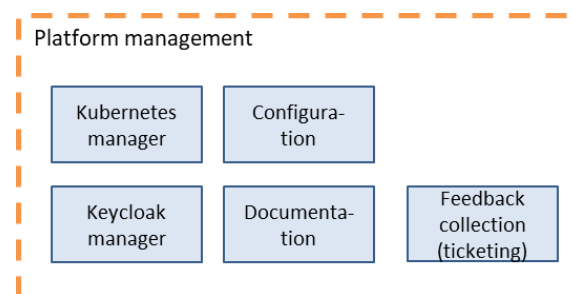 Platform management
Kubernetes
manager
Configura-
tion
Keycloak
manager
Documenta-
tion
Feedback
collection
(ticketing)